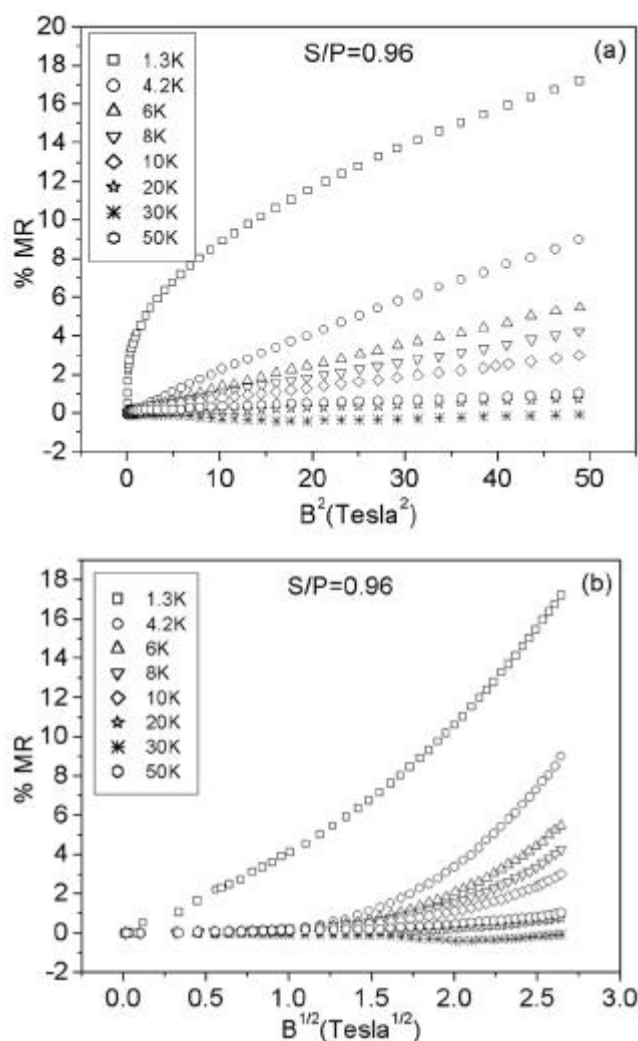 S/P=0.96
(a)
1.3K
4.2K
6K
8K
10K
20K
30K
50K
% MR
20
18
16
14
12
10
8
6
4
2
0
-2
0 10 20 30 40 50
B²(Tesla²)
S/P=0.96
(b)
1.3K
4.2K
6K
8K
10K
20K
30K
50K
% MR
18
16
14
12
10
8
6
4
2
0
-2
0.0 0.5 1.0 1.5 2.0 2.5 3.0
B^1/2(Tesla^1/2)